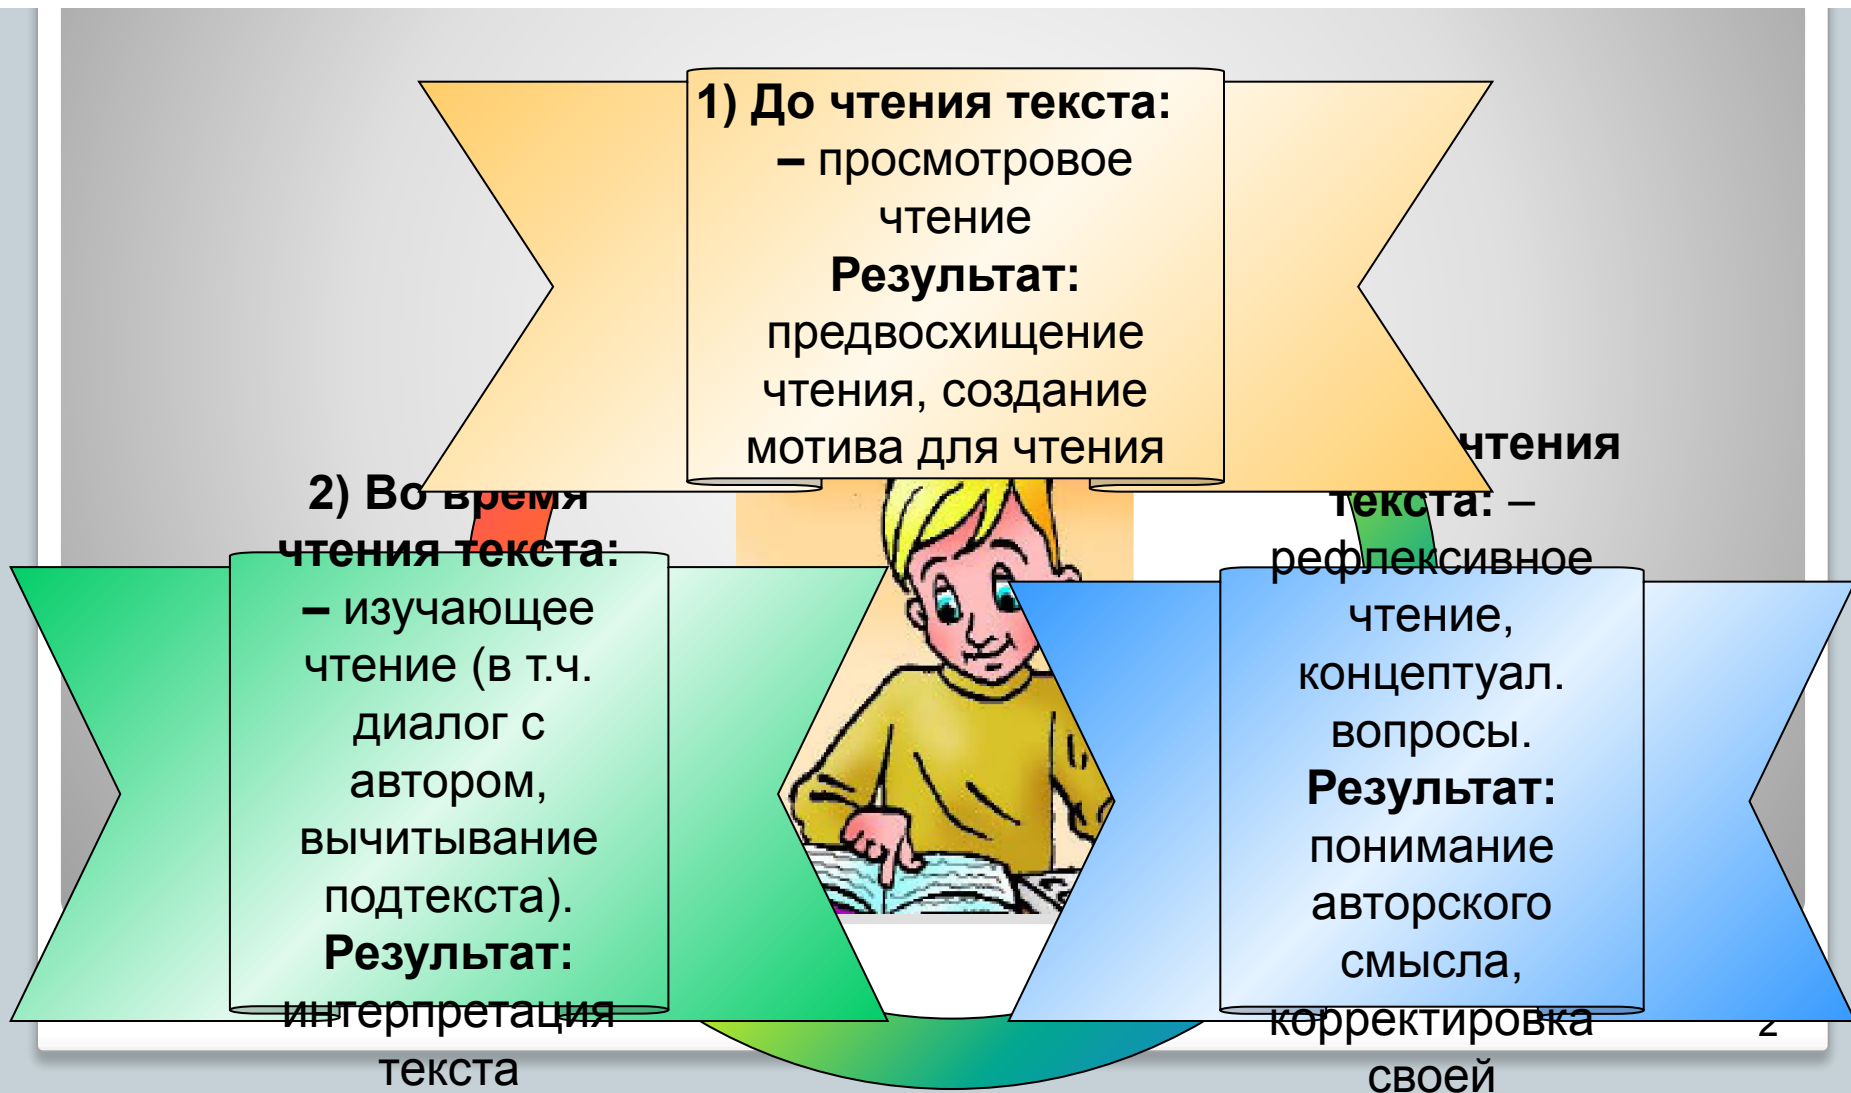 1) До чтения текста:
– просмотровое
чтение
Результат:
предвосхищение
чтения, создание
мотива для чтения
2) Во время
чтения текста:
– изучающее
чтение (в т.ч.
диалог с
автором,
вычитывание
подтекста).
Результат:
интерпретация
текста
чтения
текста: –
рефлексивное
чтение,
концептуал.
вопросы.
Результат:
понимание
авторского
смысла,
корректировка
своей
2